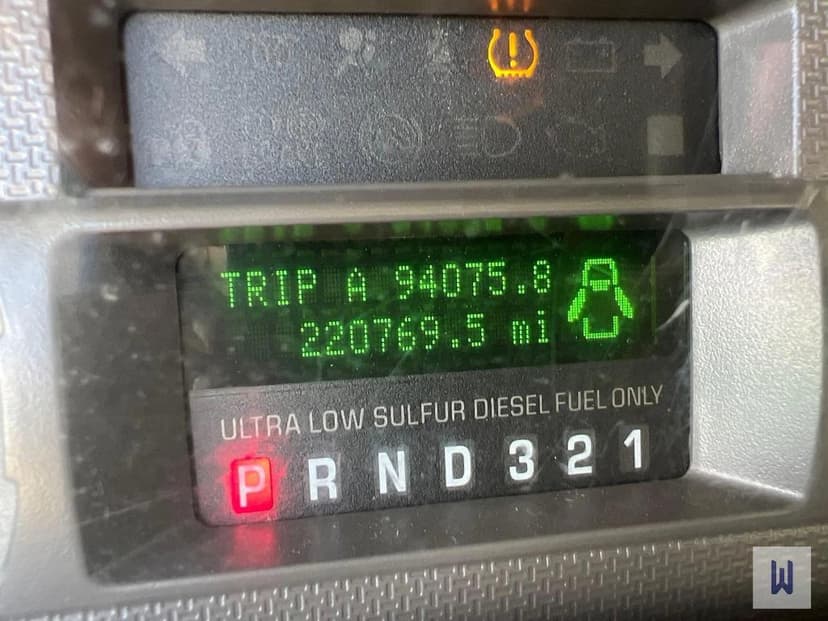 TRIP A 94075.8
220769.5 mi
ULTRA LOW SULFUR DIESEL FUEL ONLY
P R N D 3 2 1
W